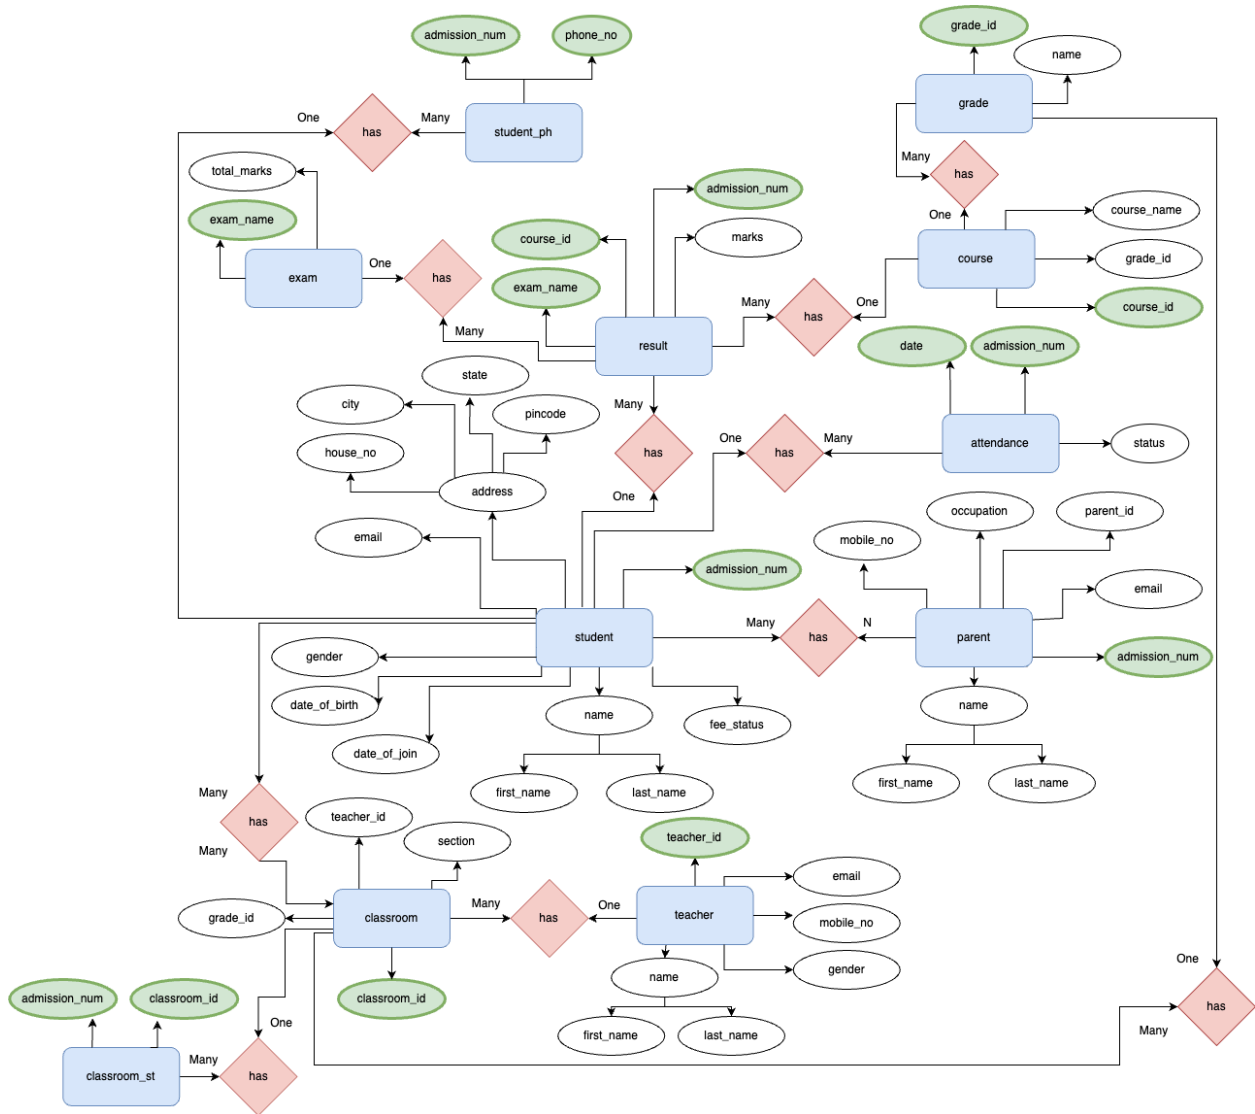 grade_id
admission_num
phone_no
name
grade
One
has
Many
student_ph
total_marks
Many
has
admission_num
exam_name
One
course_name
course_id
marks
exam
One
has
course
grade_id
exam_name
Many
has
One
course_id
Many
result
date
admission_num
state
city
Many
pincode
One
has
Many
attendance
status
house_no
has
address
One
occupation
parent_id
email
mobile_no
admission_num
email
student
Many
has
N
parent
gender
admission_num
date_of_birth
name
fee_status
name
date_of_join
first_name
last_name
first_name
last_name
Many
has
teacher_id
section
teacher_id
Many
email
grade_id
classroom
Many
has
One
teacher
mobile_no
name
gender
One
admission_num
classroom_id
classroom_id
has
One
first_name
last_name
Many
Many
classroom_st
has